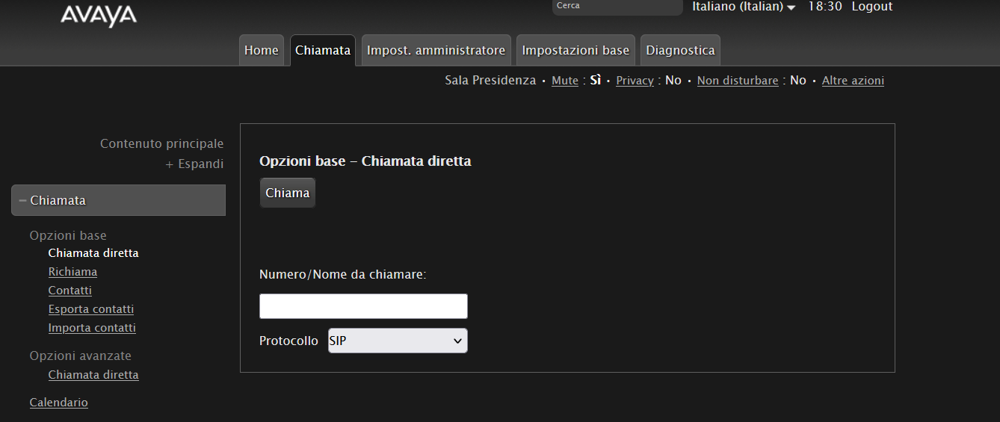 AVAYA
Cerca
Italiano (Italian) 18:30 Logout
Home Chiamata Impost. amministratore Impostazioni base Diagnostica
Sala Presidenza • Mute : Sì • Privacy : No • Non disturbare : No • Altre azioni
Contenuto principale
+ Espandi
− Chiamata
Opzioni base
Chiamata diretta
Richiama
Contatti
Esporta contatti
Importa contatti
Opzioni avanzate
Chiamata diretta
Calendario
Opzioni base – Chiamata diretta
Chiama
Numero/Nome da chiamare:
Protocollo SIP